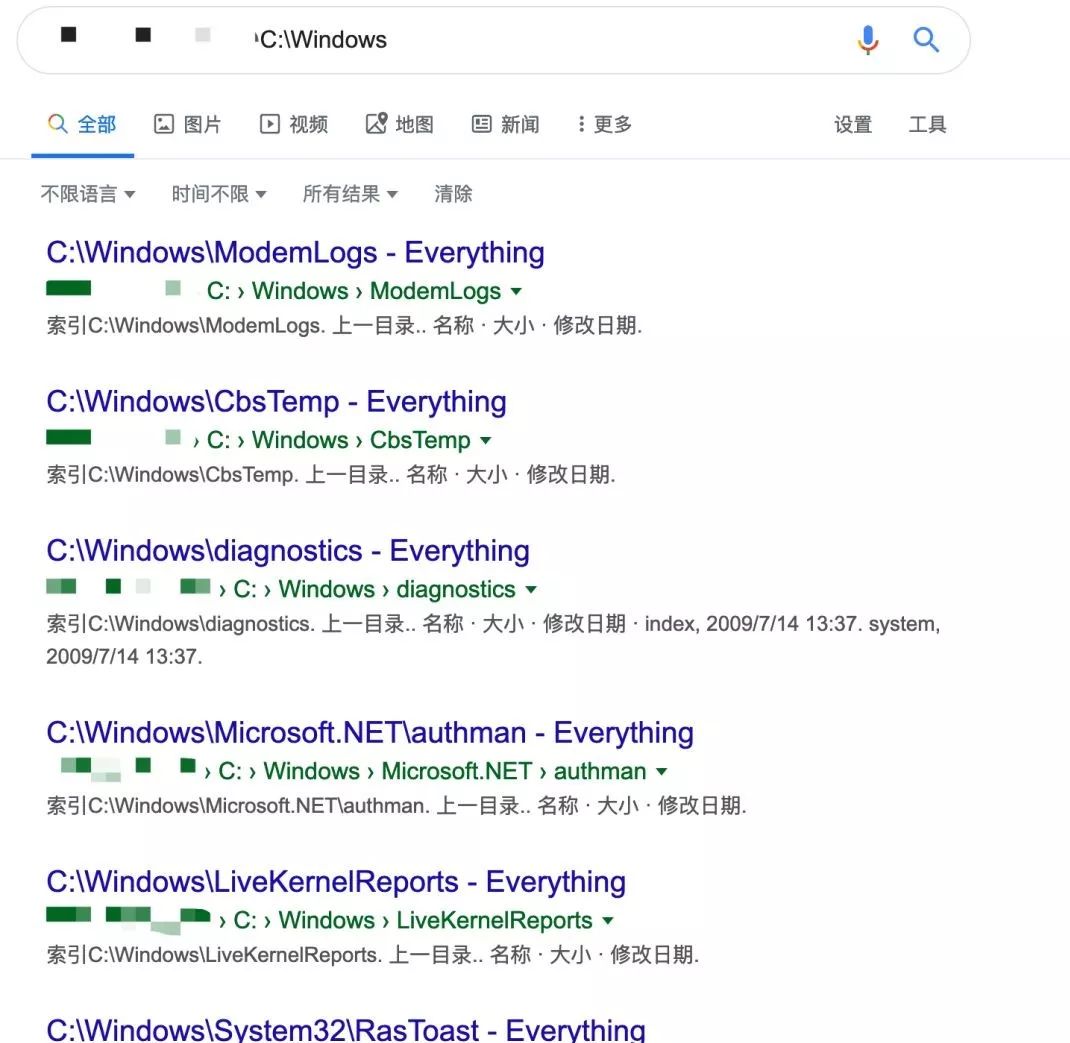 C:\Windows
全部 图片 视频 地图 新闻 更多 设置 工具
不限语言 时间不限 所有结果 清除
C:\Windows\ModemLogs - Everything
C: › Windows › ModemLogs
索引C:\Windows\ModemLogs. 上一目录.. 名称 · 大小 · 修改日期.
C:\Windows\CbsTemp - Everything
› C: › Windows › CbsTemp
索引C:\Windows\CbsTemp. 上一目录.. 名称 · 大小 · 修改日期.
C:\Windows\diagnostics - Everything
› C: › Windows › diagnostics
索引C:\Windows\diagnostics. 上一目录.. 名称 · 大小 · 修改日期 · index, 2009/7/14 13:37. system,
2009/7/14 13:37.
C:\Windows\Microsoft.NET\authman - Everything
› C: › Windows › Microsoft.NET › authman
索引C:\Windows\Microsoft.NET\authman. 上一目录.. 名称 · 大小 · 修改日期.
C:\Windows\LiveKernelReports - Everything
› C: › Windows › LiveKernelReports
索引C:\Windows\LiveKernelReports. 上一目录.. 名称 · 大小 · 修改日期.
C:\Windows\System32\RasToast - Everything